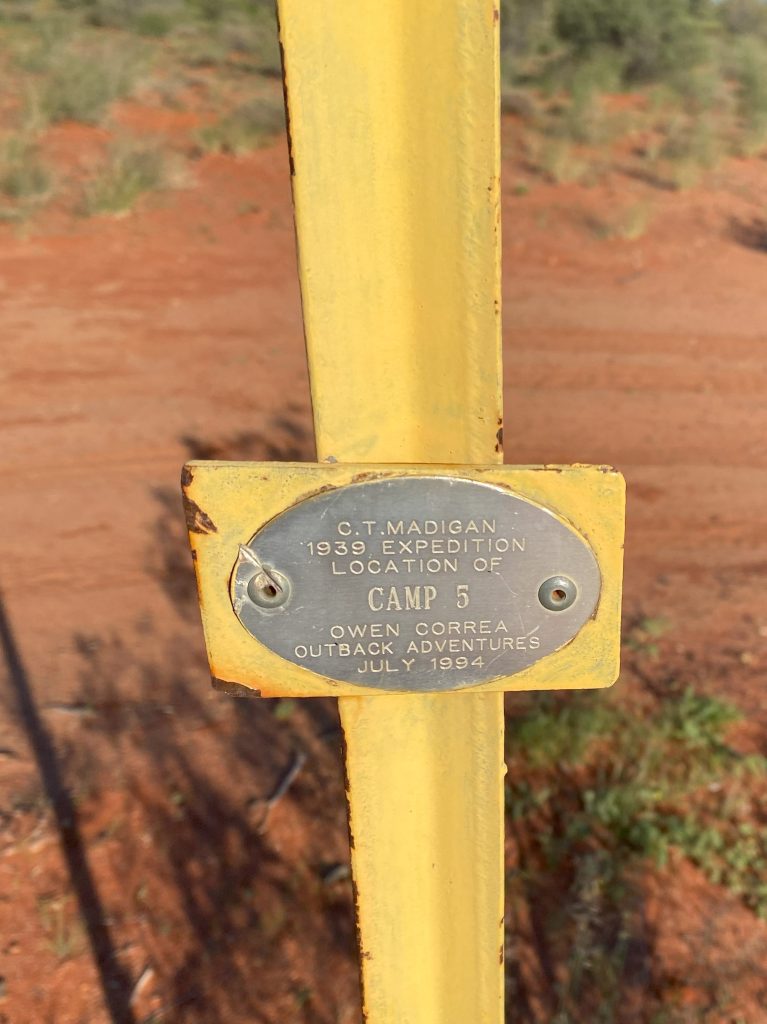 C.T.MADIGAN
1939 EXPEDITION
LOCATION OF
CAMP 5
OWEN CORREA
OUTBACK ADVENTURES
JULY 1994